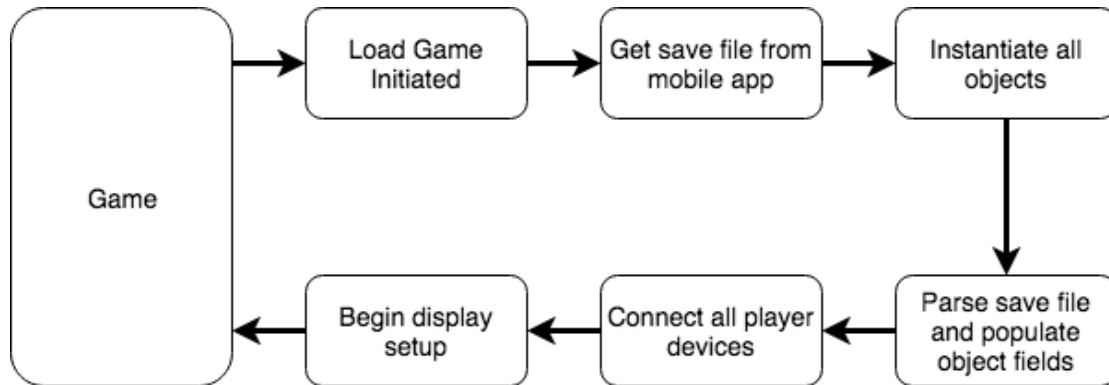 Load Game
Initiated
Get save file from
mobile app
Instantiate all
objects
Game
Begin display
setup
Connect all player
devices
Parse save file
and populate
object fields